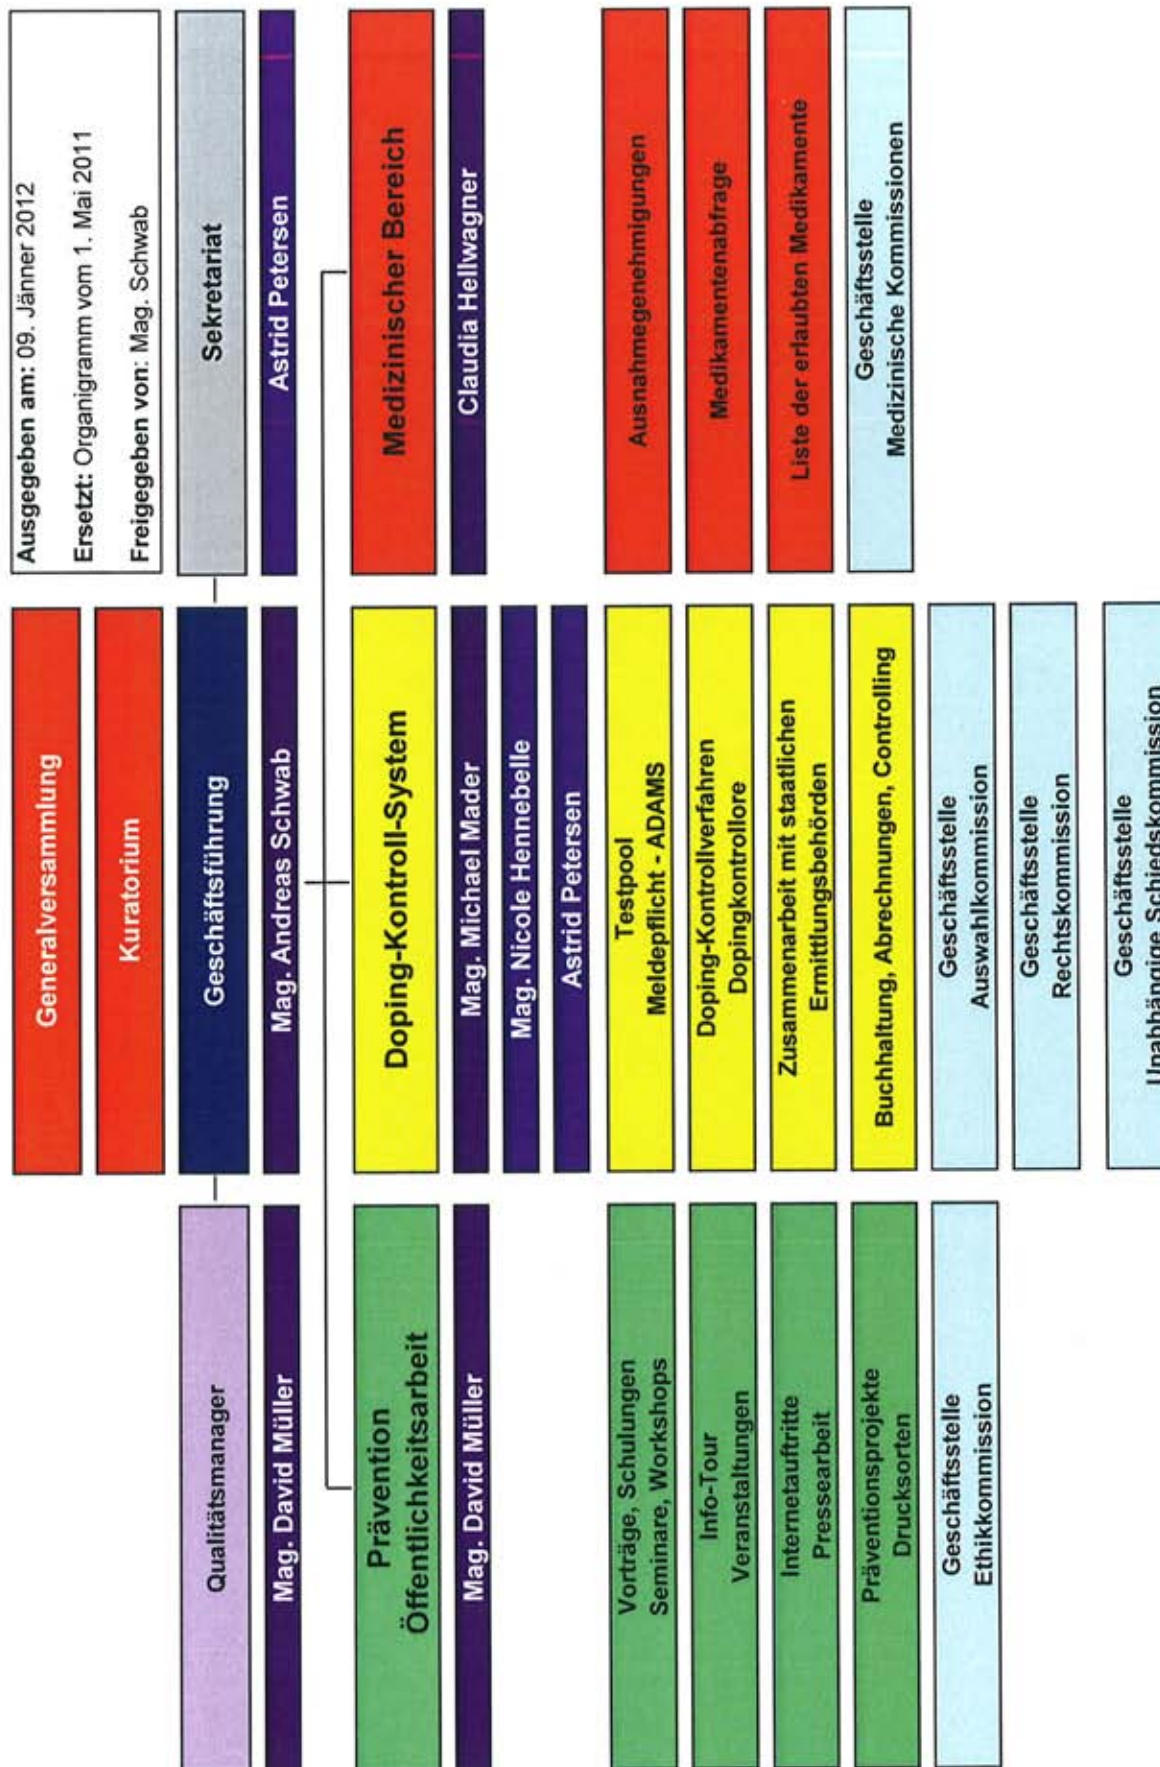 Generalversammlung
Kuratorium
Ausgegeben am: 09. Jänner 2012
Ersetzt: Organigramm vom 1. Mai 2011
Freigegeben von: Mag. Schwab
Qualitätsmanager
Mag. David Müller
Geschäftsführung
Mag. Andreas Schwab
Sekretariat
Astrid Petersen
Prävention
Öffentlichkeitsarbeit
Mag. David Müller
Vorträge, Schulungen
Seminare, Workshops
Info-Tour
Veranstaltungen
Internetauftritte
Pressearbeit
Präventionsprojekte
Drucksorten
Geschäftsstelle
Ethikkommission
Doping-Kontroll-System
Mag. Michael Mader
Mag. Nicole Hennebelle
Astrid Petersen
Testpool
Meldepflicht - ADAMS
Doping-Kontrollverfahren
Dopingkontrollore
Zusammenarbeit mit staatlichen
Ermittlungsbehörden
Buchhaltung, Abrechnungen, Controlling
Geschäftsstelle
Auswahlkommission
Geschäftsstelle
Rechtskommission
Geschäftsstelle
Unabhängige Schiedskommission
Medizinischer Bereich
Claudia Hellwagner
Ausnahmegenehmigungen
Medikamentenabfrage
Liste der erlaubten Medikamente
Geschäftsstelle
Medizinische Kommissionen